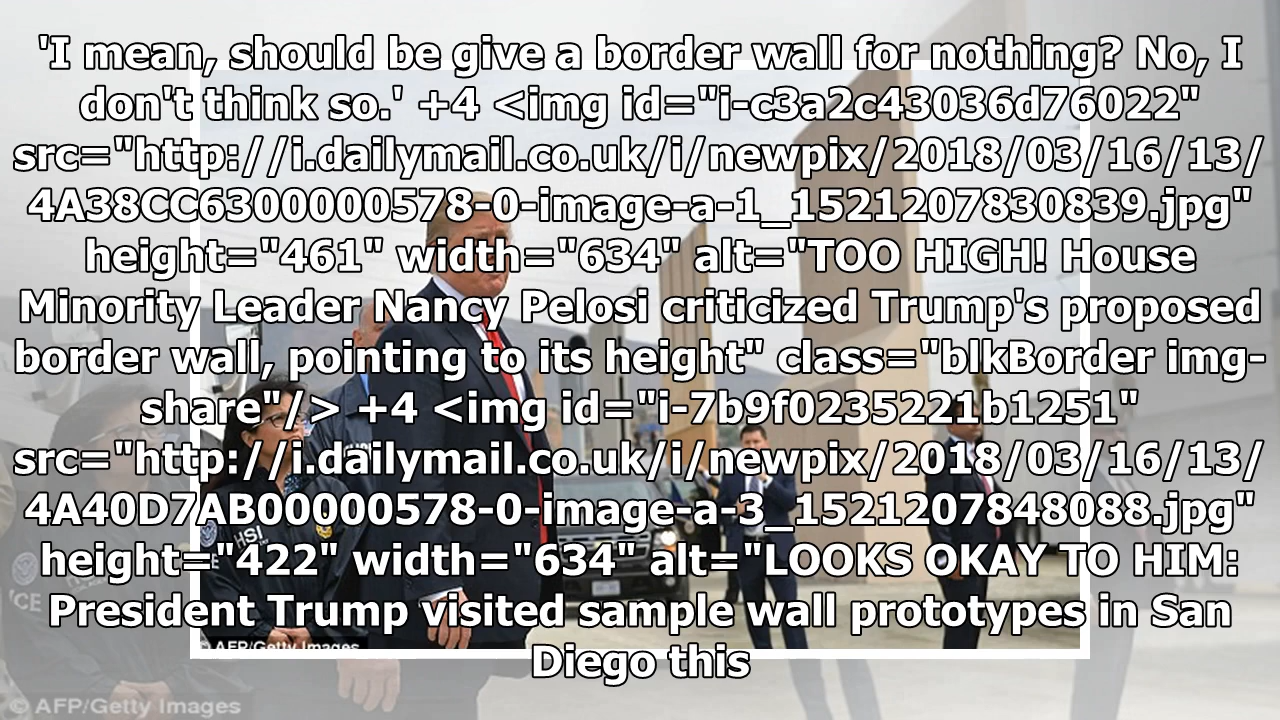 'I mean, should be give a border wall for nothing? No, I
don't think so.' +4 <img id="i-c3a2c43036d76022"
src="http://i.dailymail.co.uk/i/newpix/2018/03/16/13/
4A38CC6300000578-0-image-a-1_1521207830839.jpg"
height="461" width="634" alt="TOO HIGH! House
Minority Leader Nancy Pelosi criticized Trump's proposed
border wall, pointing to its height" class="blkBorder img-
share"/> +4 <img id="i-7b9f0235221b1251"
src="http://i.dailymail.co.uk/i/newpix/2018/03/16/13/
4A40D7AB00000578-0-image-a-3_1521207848088.jpg"
height="422" width="634" alt="LOOKS OKAY TO HIM:
President Trump visited sample wall prototypes in San
Diego this
HSI
ICE
© AFP/Getty Images
© AFP/Getty Images